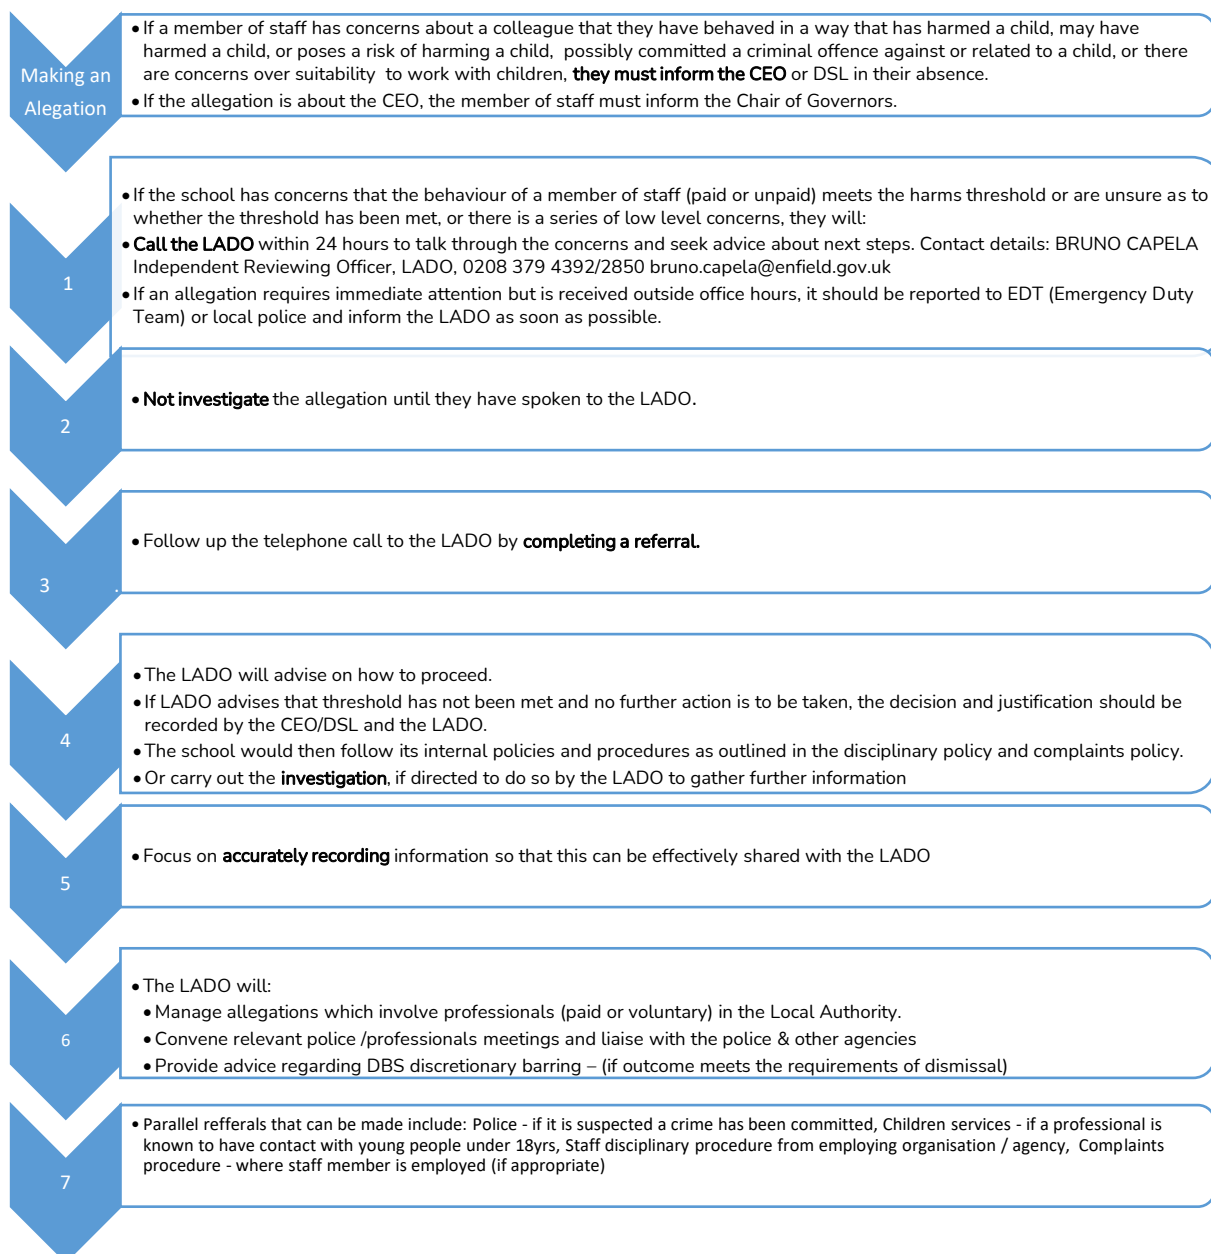 Making an
Alegation
• If a member of staff has concerns about a colleague that they have behaved in a way that has harmed a child, may have
harmed a child, or poses a risk of harming a child, possibly committed a criminal offence against or related to a child, or there
are concerns over suitability to work with children, they must inform the CEO or DSL in their absence.
• If the allegation is about the CEO, the member of staff must inform the Chair of Governors.
1
• If the school has concerns that the behaviour of a member of staff (paid or unpaid) meets the harms threshold or are unsure as to
whether the threshold has been met, or there is a series of low level concerns, they will:
• Call the LADO within 24 hours to talk through the concerns and seek advice about next steps. Contact details: BRUNO CAPELA
Independent Reviewing Officer, LADO, 0208 379 4392/2850 bruno.capela@enfield.gov.uk
• If an allegation requires immediate attention but is received outside office hours, it should be reported to EDT (Emergency Duty
Team) or local police and inform the LADO as soon as possible.
2
• Not investigate the allegation until they have spoken to the LADO.
3 .
• Follow up the telephone call to the LADO by completing a referral.
4
• The LADO will advise on how to proceed.
• If LADO advises that threshold has not been met and no further action is to be taken, the decision and justification should be
recorded by the CEO/DSL and the LADO.
• The school would then follow its internal policies and procedures as outlined in the disciplinary policy and complaints policy.
• Or carry out the investigation, if directed to do so by the LADO to gather further information
5
• Focus on accurately recording information so that this can be effectively shared with the LADO
6
• The LADO will:
• Manage allegations which involve professionals (paid or voluntary) in the Local Authority.
• Convene relevant police /professionals meetings and liaise with the police & other agencies
• Provide advice regarding DBS discretionary barring – (if outcome meets the requirements of dismissal)
7
• Parallel refferals that can be made include: Police - if it is suspected a crime has been committed, Children services - if a professional is
known to have contact with young people under 18yrs, Staff disciplinary procedure from employing organisation / agency, Complaints
procedure - where staff member is employed (if appropriate)